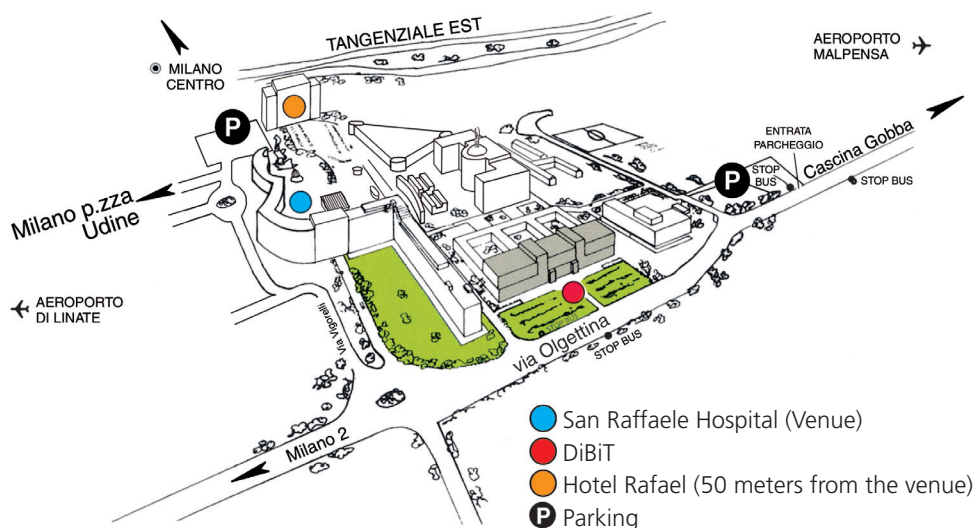 TANGENZIALE EST
MILANO
CENTRO
AEROPORTO
MALPENSA
P
ENTRATA
PARCHEGGIO
Cascina Gobba
P
STOP
BUS
STOP BUS
Milano p.zza
Udine
AEROPORTO
DI LINATE
Via Vigorelli
STOP BUS
via Olgettina
STOP BUS
Milano 2
San Raffaele Hospital (Venue)
DiBiT
Hotel Rafael (50 meters from the venue)
P Parking